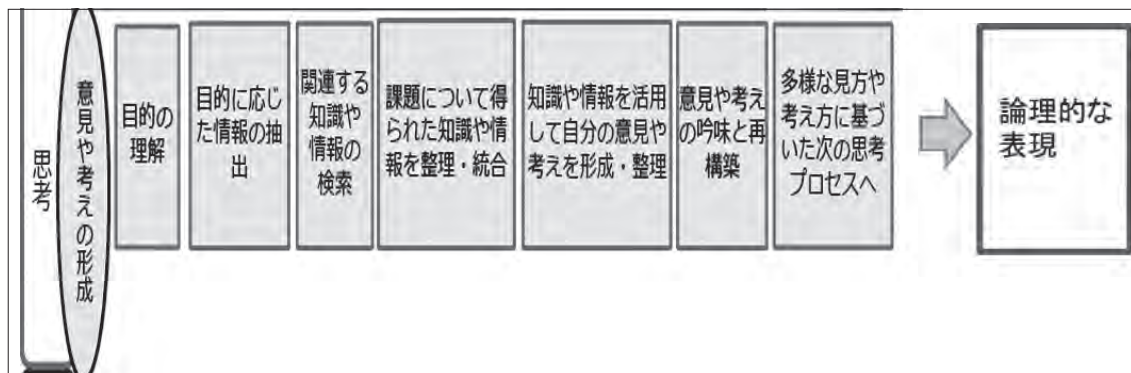 思考
意見や考えの形成
目的の
理解
目的に応じ
た情報の抽
出
関連する
知識や
情報の
検索
課題について得
られた知識や情
報を整理・統合
知識や情報を活用
して自分の意見や
考えを形成・整理
意見や考え
の吟味と再
構築
多様な見方や
考え方に基づ
いた次の思考
プロセスへ
論理的な
表現